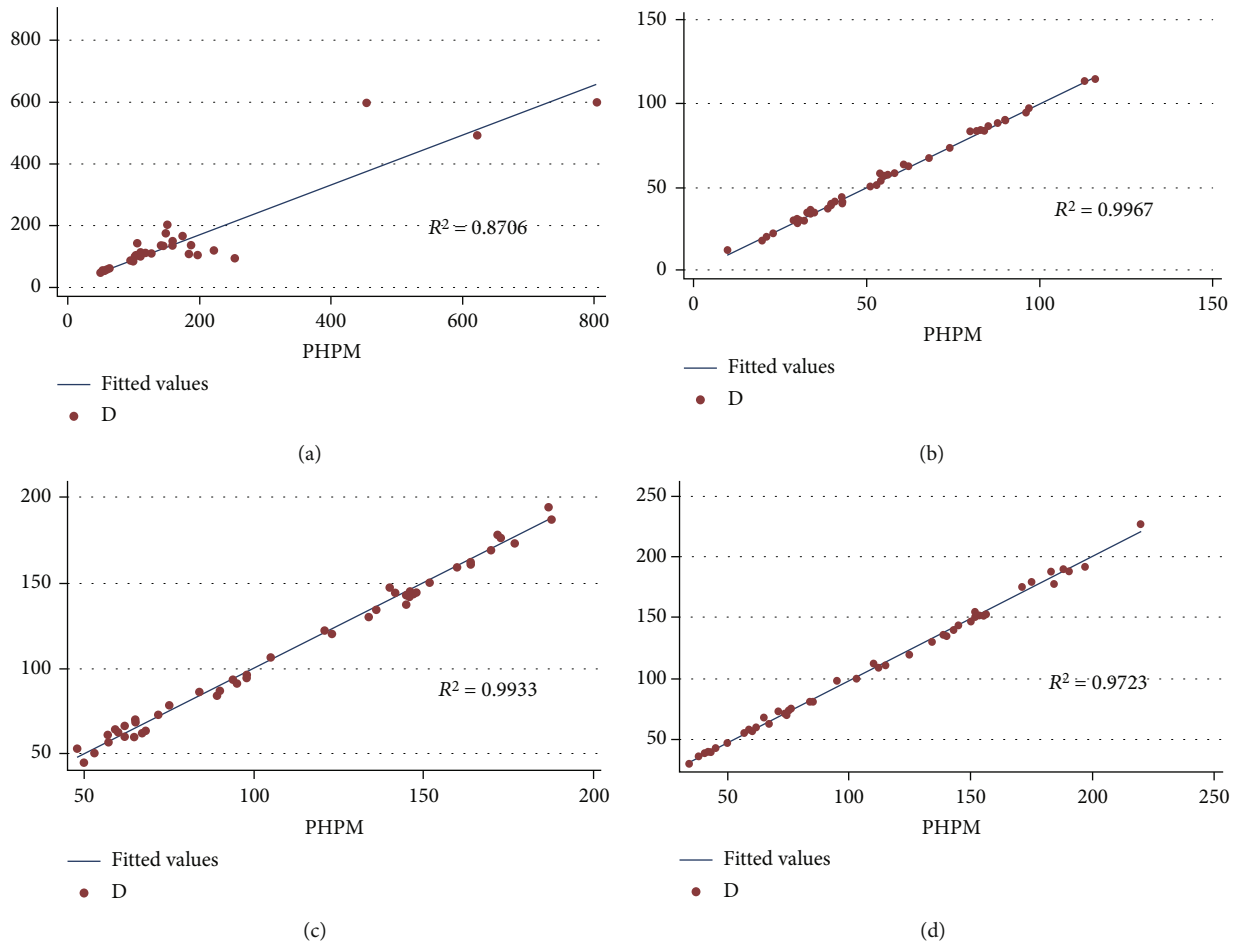 800
600
400
200
0
R² = 0.8706
0 200 400 600 800
PHPM
Fitted values
D
(a)
150
100
50
0
R² = 0.9967
0 50 100 150
PHPM
Fitted values
D
(b)
200
150
100
50
R² = 0.9933
50 100 150 200
PHPM
Fitted values
D
(c)
250
200
150
100
50
R² = 0.9723
50 100 150 200 250
PHPM
Fitted values
D
(d)